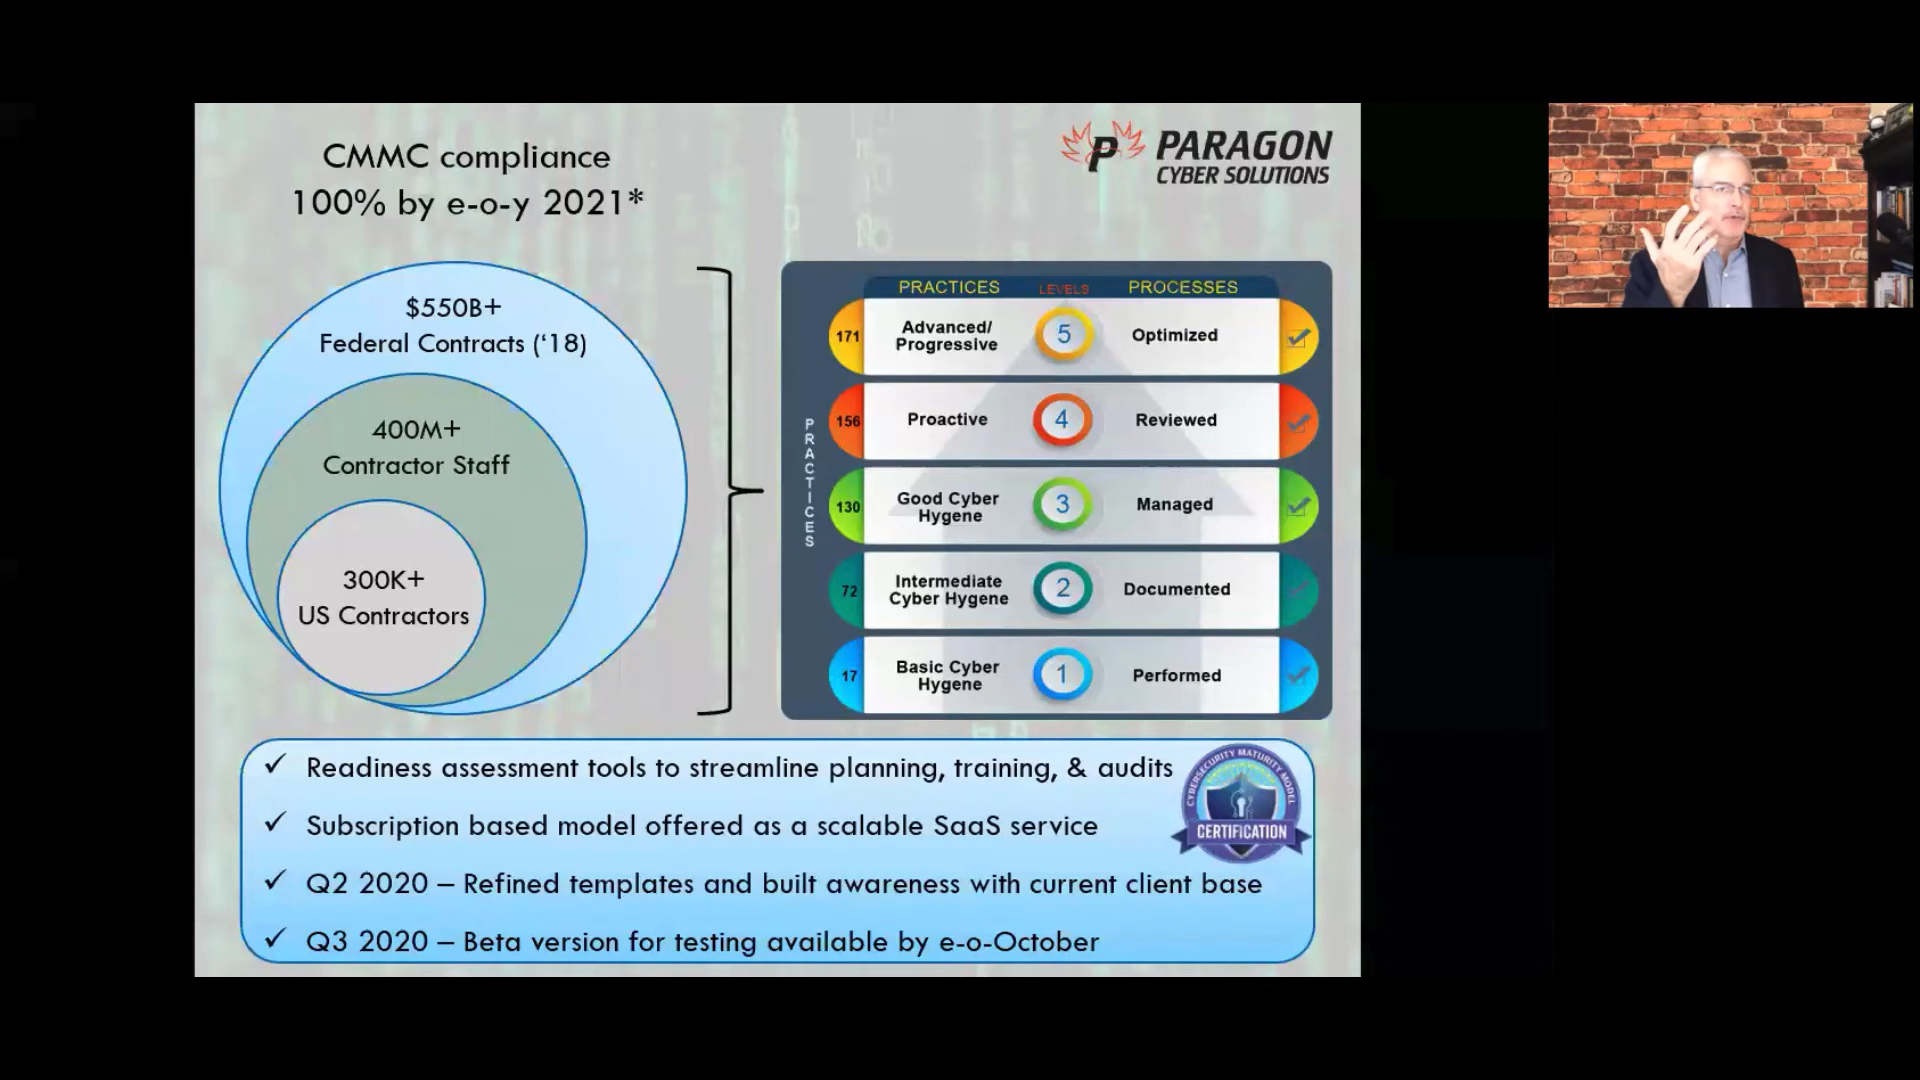 CMMC compliance
100% by e-o-y 2021*
P PARAGON
CYBER SOLUTIONS
$550B+
Federal Contracts (‘18)
400M+
Contractor Staff
300K+
US Contractors
PRACTICES LEVELS PROCESSES
PRACTICES
171 Advanced/
Progressive 5 Optimized
156 Proactive 4 Reviewed
130 Good Cyber
Hygene 3 Managed
72 Intermediate
Cyber Hygene 2 Documented
17 Basic Cyber
Hygene 1 Performed
✓ Readiness assessment tools to streamline planning, training, & audits
✓ Subscription based model offered as a scalable SaaS service
✓ Q2 2020 – Refined templates and built awareness with current client base
✓ Q3 2020 – Beta version for testing available by e-o-October
CYBERSECURITY MATURITY MODEL
CERTIFICATION